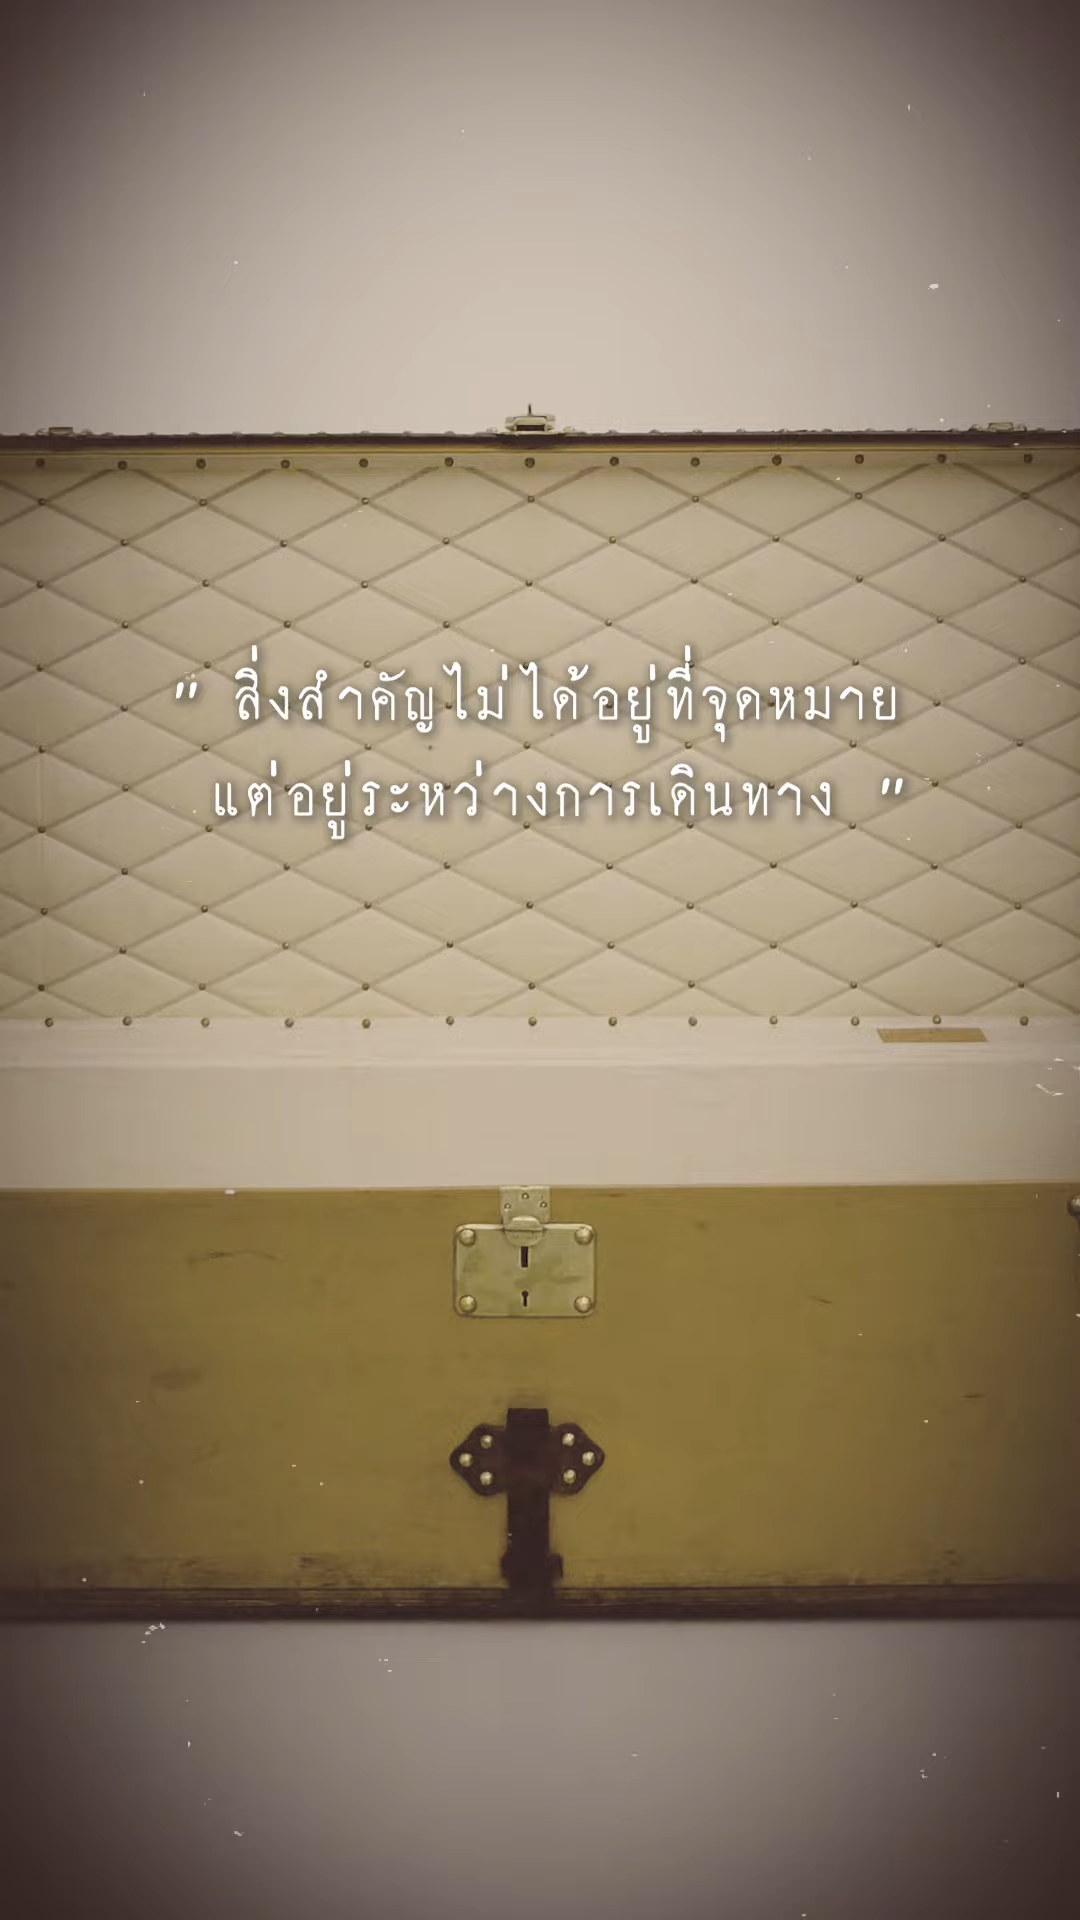 " สิ่งสำคัญไม่ได้อยู่ที่จุดหมาย
แต่อยู่ระหว่างการเดินทาง "